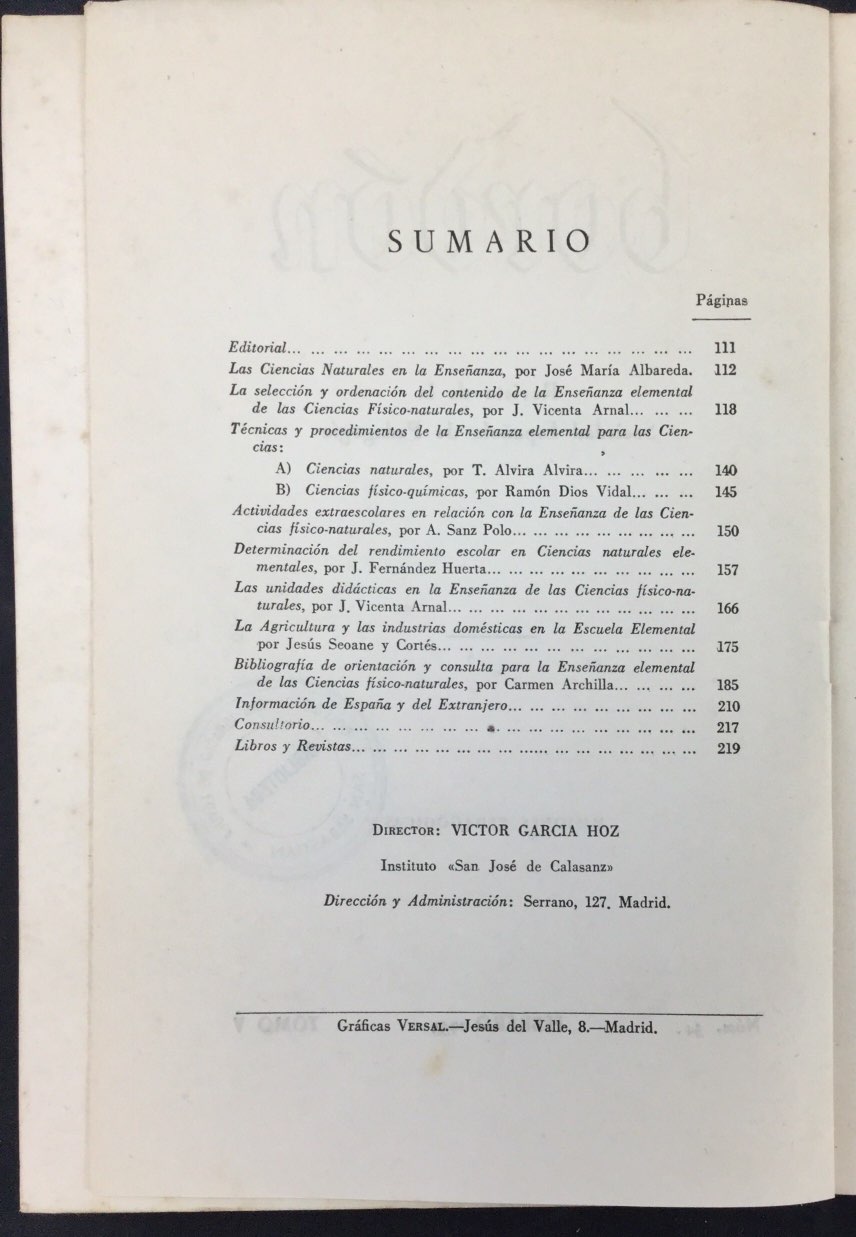 SUMARIO
Páginas
Editorial... ... ... ... ... ... ... ... ... ... ... ... ... ... ... ... ... ... 111
Las Ciencias Naturales en la Enseñanza, por José María Albareda. 112
La selección y ordenación del contenido de la Enseñanza elemental
de las Ciencias Físico-naturales, por J. Vicenta Arnal... ... ... 118
Técnicas y procedimientos de la Enseñanza elemental para las Cien-
cias:
A) Ciencias naturales, por T. Alvira Alvira... ... ... ... ... 140
B) Ciencias físico-químicas, por Ramón Dios Vidal... ... ... 145
Actividades extraescolares en relación con la Enseñanza de las Cien-
cias físico-naturales, por A. Sanz Polo... ... ... ... ... ... ... ... 150
Determinación del rendimiento escolar en Ciencias naturales ele-
mentales, por J. Fernández Huerta... ... ... ... ... ... ... ... ... 157
Las unidades didácticas en la Enseñanza de las Ciencias físico-na-
turales, por J. Vicenta Arnal... ... ... ... ... ... ... ... ... ... ... 166
La Agricultura y las industrias domésticas en la Escuela Elemental
por Jesús Seoane y Cortés... ... ... ... ... ... ... ... ... ... ... 175
Bibliografía de orientación y consulta para la Enseñanza elemental
de las Ciencias físico-naturales, por Carmen Archilla... ... ... ... 185
Información de España y del Extranjero... ... ... ... ... ... ... ... 210
Consultorio... ... ... ... ... ... ... ... ... ... ... ... ... ... ... ... ... 217
Libros y Revistas... ... ... ... ... ... ... ... ...... ... ... ... ... ... ... 219
DIRECTOR: VICTOR GARCIA HOZ
Instituto «San José de Calasanz»
Dirección y Administración: Serrano, 127. Madrid.
Gráficas VERSAL.—Jesús del Valle, 8.—Madrid.